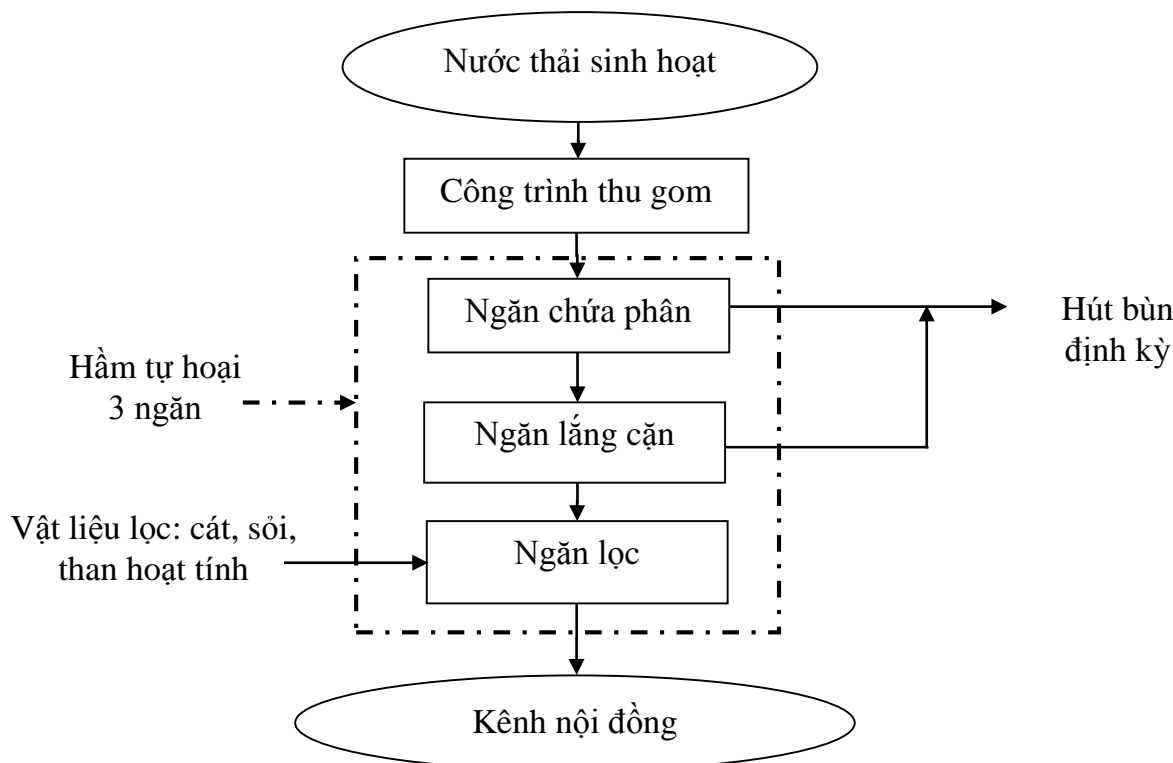 Nước thải sinh hoạt
Công trình thu gom
Ngăn chứa phân
Hút bùn
định kỳ
Hầm tự hoại
3 ngăn
Ngăn lắng cặn
Vật liệu lọc: cát, sỏi,
than hoạt tính
Ngăn lọc
Kênh nội đồng